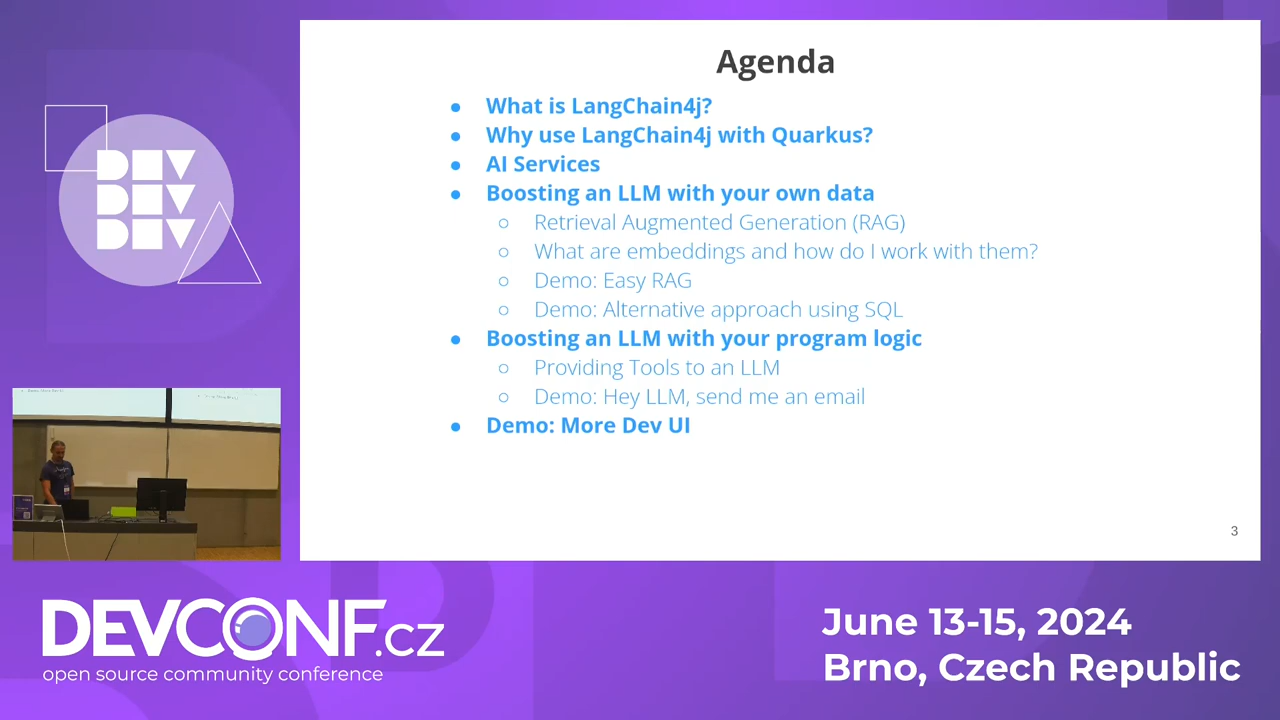 Agenda
● What is LangChain4j?
● Why use LangChain4j with Quarkus?
● AI Services
● Boosting an LLM with your own data
○ Retrieval Augmented Generation (RAG)
○ What are embeddings and how do I work with them?
○ Demo: Easy RAG
○ Demo: Alternative approach using SQL
● Boosting an LLM with your program logic
○ Providing Tools to an LLM
○ Demo: Hey LLM, send me an email
● Demo: More Dev UI
3
DEV
DEV
DEV
DEVCONF.cz
open source community conference
June 13-15, 2024
Brno, Czech Republic